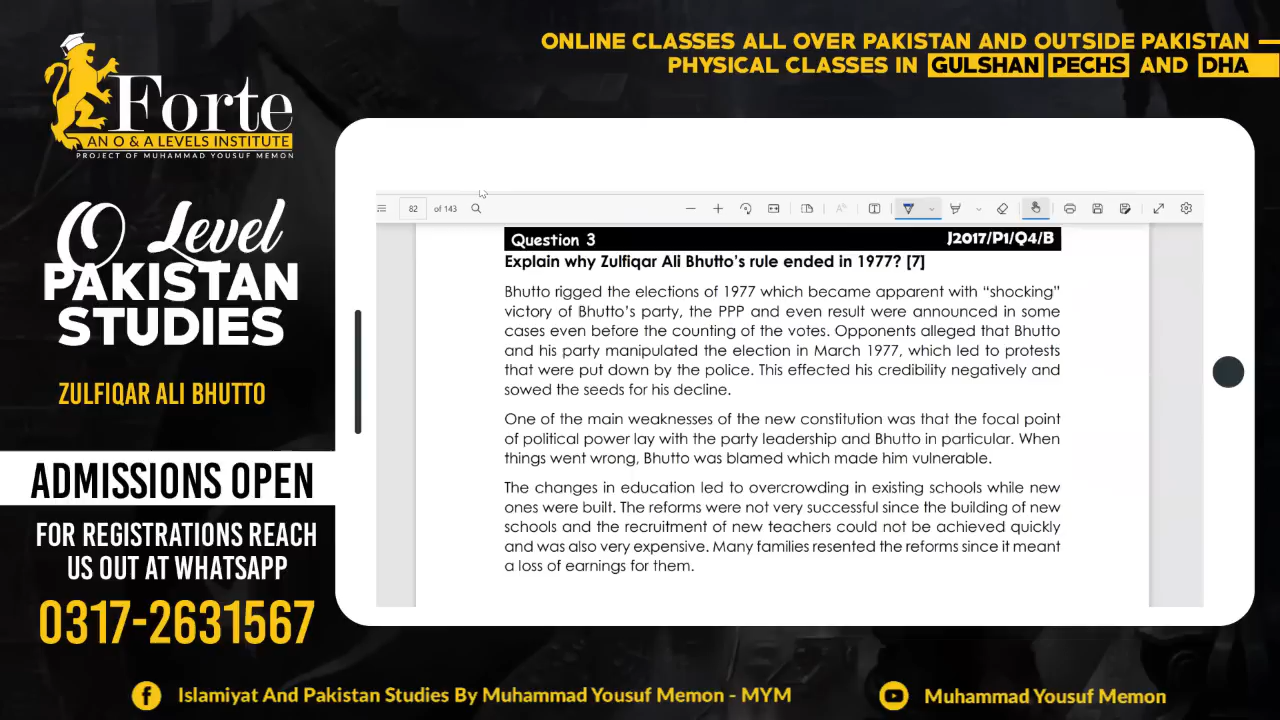 ONLINE CLASSES ALL OVER PAKISTAN AND OUTSIDE PAKISTAN
PHYSICAL CLASSES IN GULSHAN PECHS AND DHA
Forte
AN O & A LEVELS INSTITUTE
PROJECT OF MUHAMMAD YOUSUF MEMON
O Level
PAKISTAN
STUDIES
ZULFIQAR ALI BHUTTO
ADMISSIONS OPEN
FOR REGISTRATIONS REACH
US OUT AT WHATSAPP
0317-2631567
82 of 143
Question 3 J2017/P1/Q4/B
Explain why Zulfiqar Ali Bhutto's rule ended in 1977? [7]
Bhutto rigged the elections of 1977 which became apparent with “shocking”
victory of Bhutto's party, the PPP and even result were announced in some
cases even before the counting of the votes. Opponents alleged that Bhutto
and his party manipulated the election in March 1977, which led to protests
that were put down by the police. This effected his credibility negatively and
sowed the seeds for his decline.
One of the main weaknesses of the new constitution was that the focal point
of political power lay with the party leadership and Bhutto in particular. When
things went wrong, Bhutto was blamed which made him vulnerable.
The changes in education led to overcrowding in existing schools while new
ones were built. The reforms were not very successful since the building of new
schools and the recruitment of new teachers could not be achieved quickly
and was also very expensive. Many families resented the reforms since it meant
a loss of earnings for them.
Islamiyat And Pakistan Studies By Muhammad Yousuf Memon - MYM
Muhammad Yousuf Memon